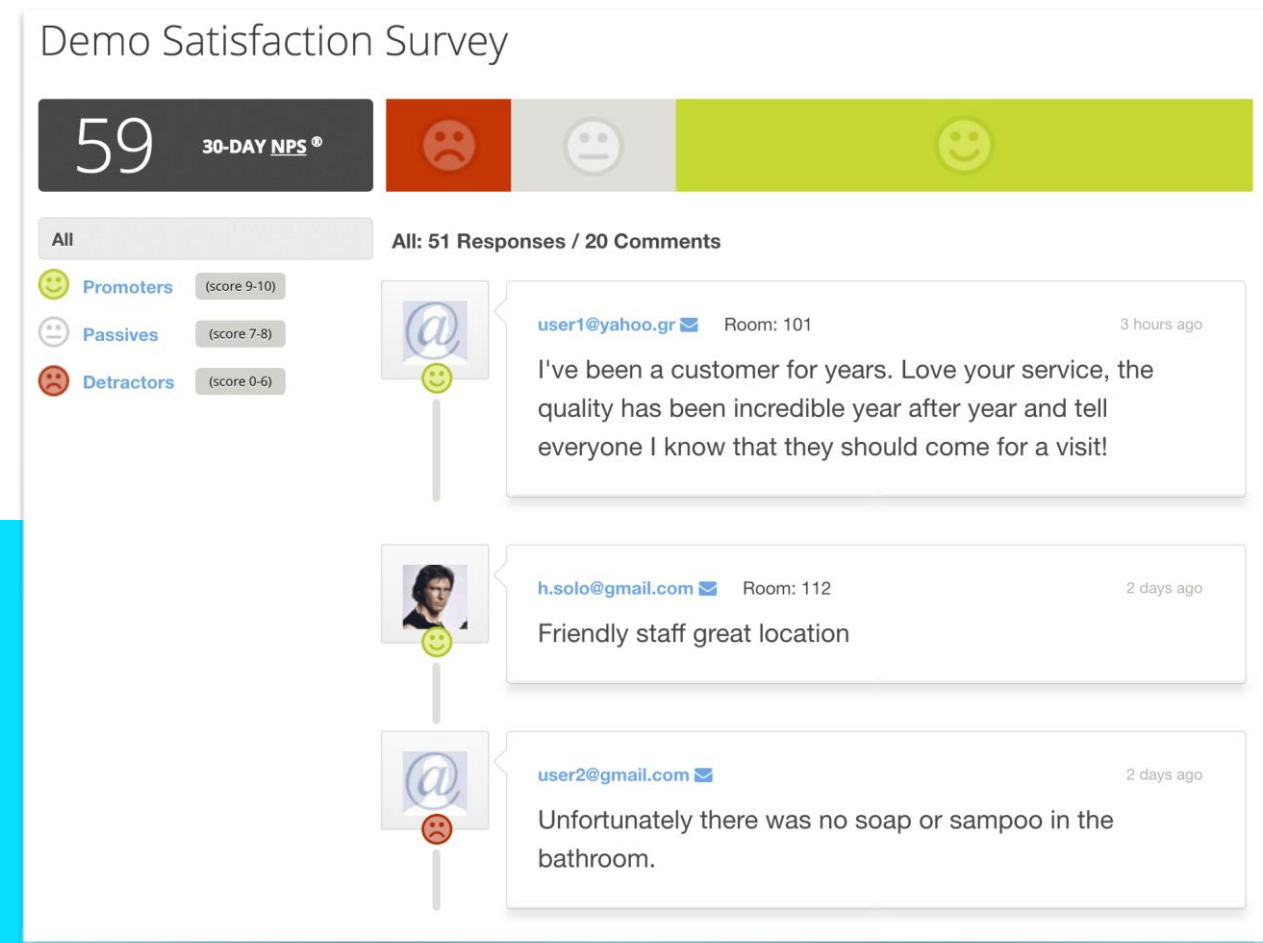 Demo Satisfaction Survey
59 30-DAY NPS ®
All
Promoters (score 9-10)
Passives (score 7-8)
Detractors (score 0-6)
All: 51 Responses / 20 Comments
user1@yahoo.gr Room: 101 3 hours ago
I've been a customer for years. Love your service, the
quality has been incredible year after year and tell
everyone I know that they should come for a visit!
h.solo@gmail.com Room: 112 2 days ago
Friendly staff great location
user2@gmail.com 2 days ago
Unfortunately there was no soap or sampoo in the
bathroom.